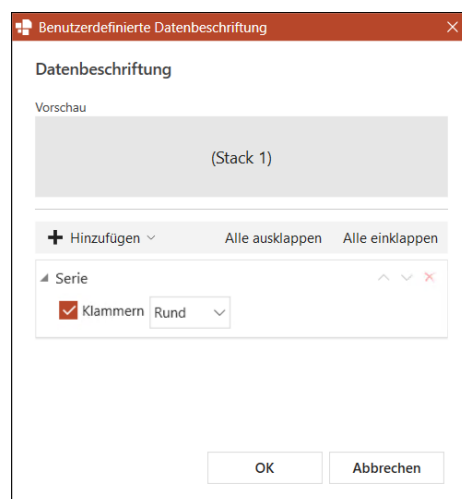 Benutzerdefinierte Datenbeschriftung
Datenbeschriftung
Vorschau
(Stack 1)
Hinzufügen Alle ausklappen Alle einklappen
Serie
Klammern Rund
OK Abbrechen